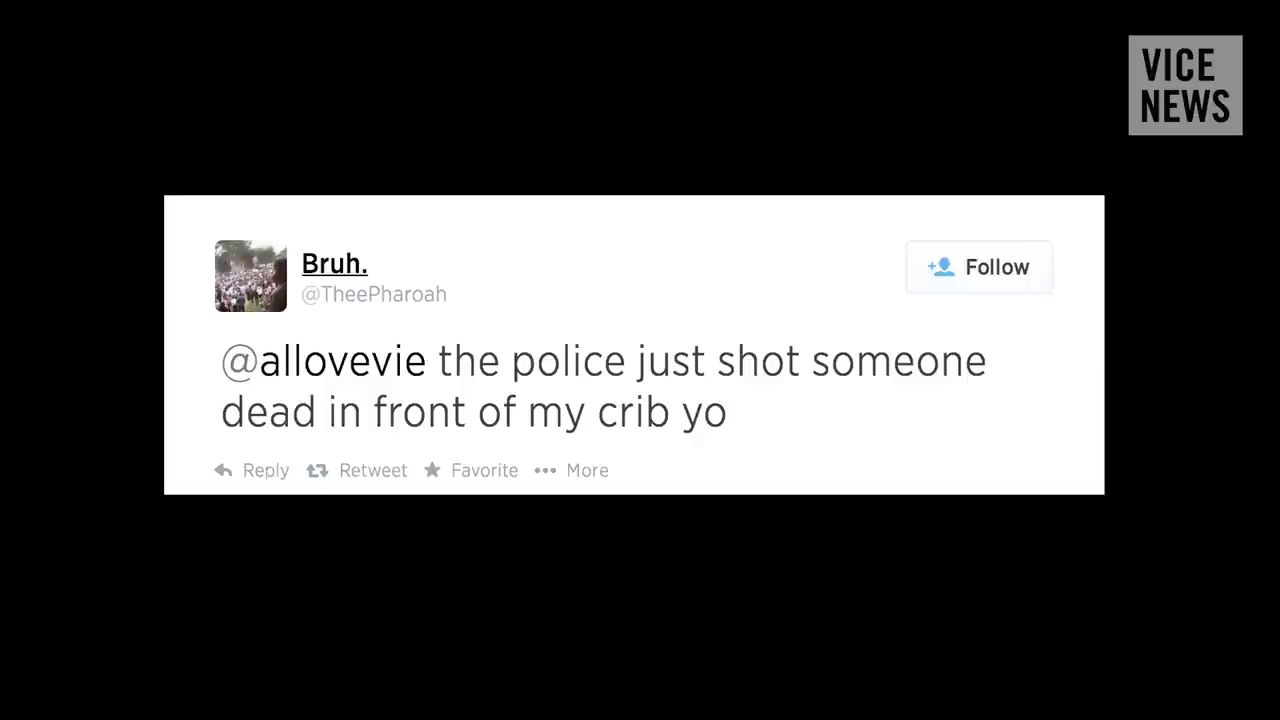 VICE
NEWS
Bruh.
@TheePharoah
Follow
@allovevie the police just shot someone
dead in front of my crib yo
Reply Retweet Favorite More